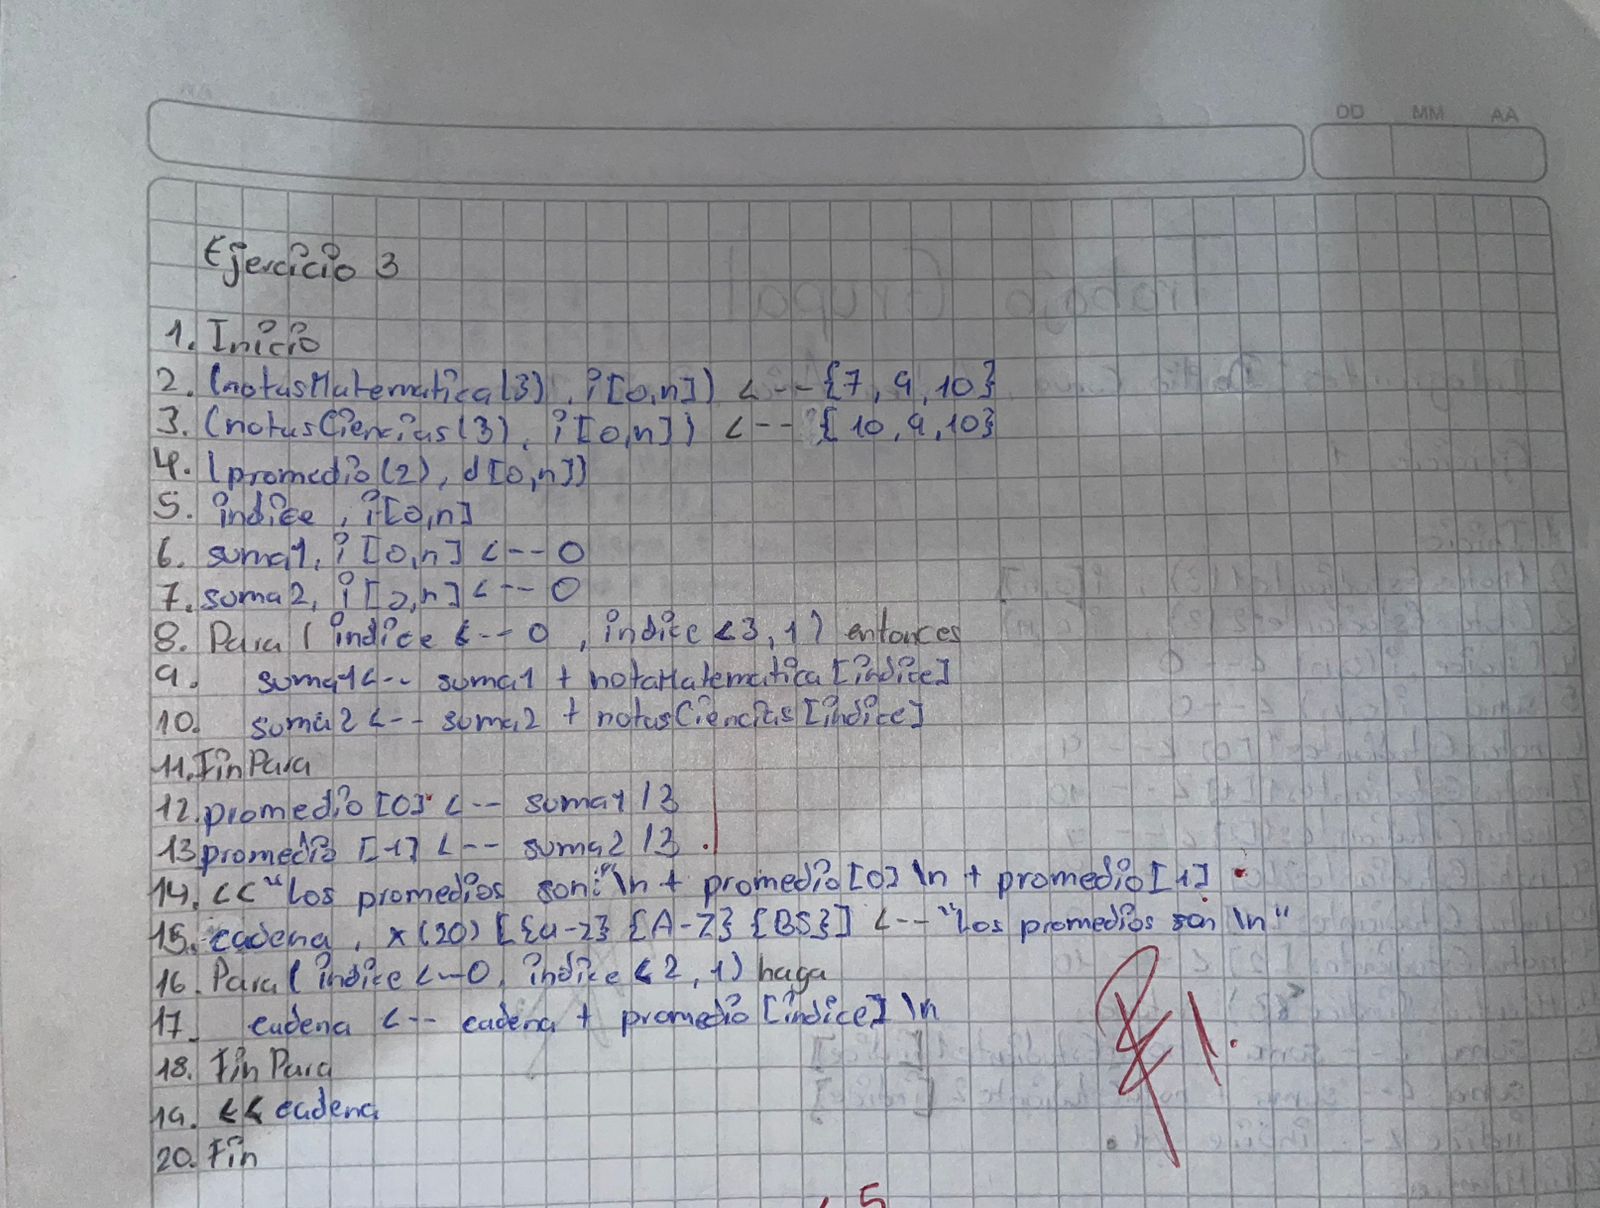 DD MM AA
Ejercicio 3
1. Inicio
2. (notasMatematica(3), i[0,n]) <-- {7, 9, 10}
3. (notasCiencias(3), i[0,n]) <-- {10, 9, 10}
4. (promedio(2), d[0,n])
5. indice, i[0,n]
6. suma1, i[0,n] <-- 0
7. suma2, i[0,n] <-- 0
8. Para ( indice <-- 0, indice <3, 1) entonces
9. suma1<-- suma1 + notaMatematica[indice]
10. suma2 <-- suma2 + notasCiencias[indice]
11. FinPara
12. promedio [0] <-- suma1 /3
13 promedio [1] <-- suma2 /3
14. << "Los promedios son:" \n + promedio[0] \n + promedio[1]
15. cadena, x(20) [{a-z} {A-Z} {BS}] <-- "Los promedios son \n"
16. Para ( indice <--0, indice <2, 1) haga
17. cadena <-- cadena + promedio[indice] \n
18. Fin Para
19. << cadena
20. Fin